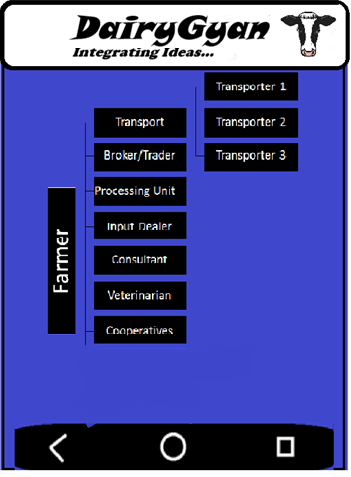 DairyGyan
Integrating Ideas...
Transporter 1
Transport
Transporter 2
Broker/Trader
Transporter 3
Processing Unit
Input Dealer
Consultant
Veterinarian
Cooperatives
Farmer